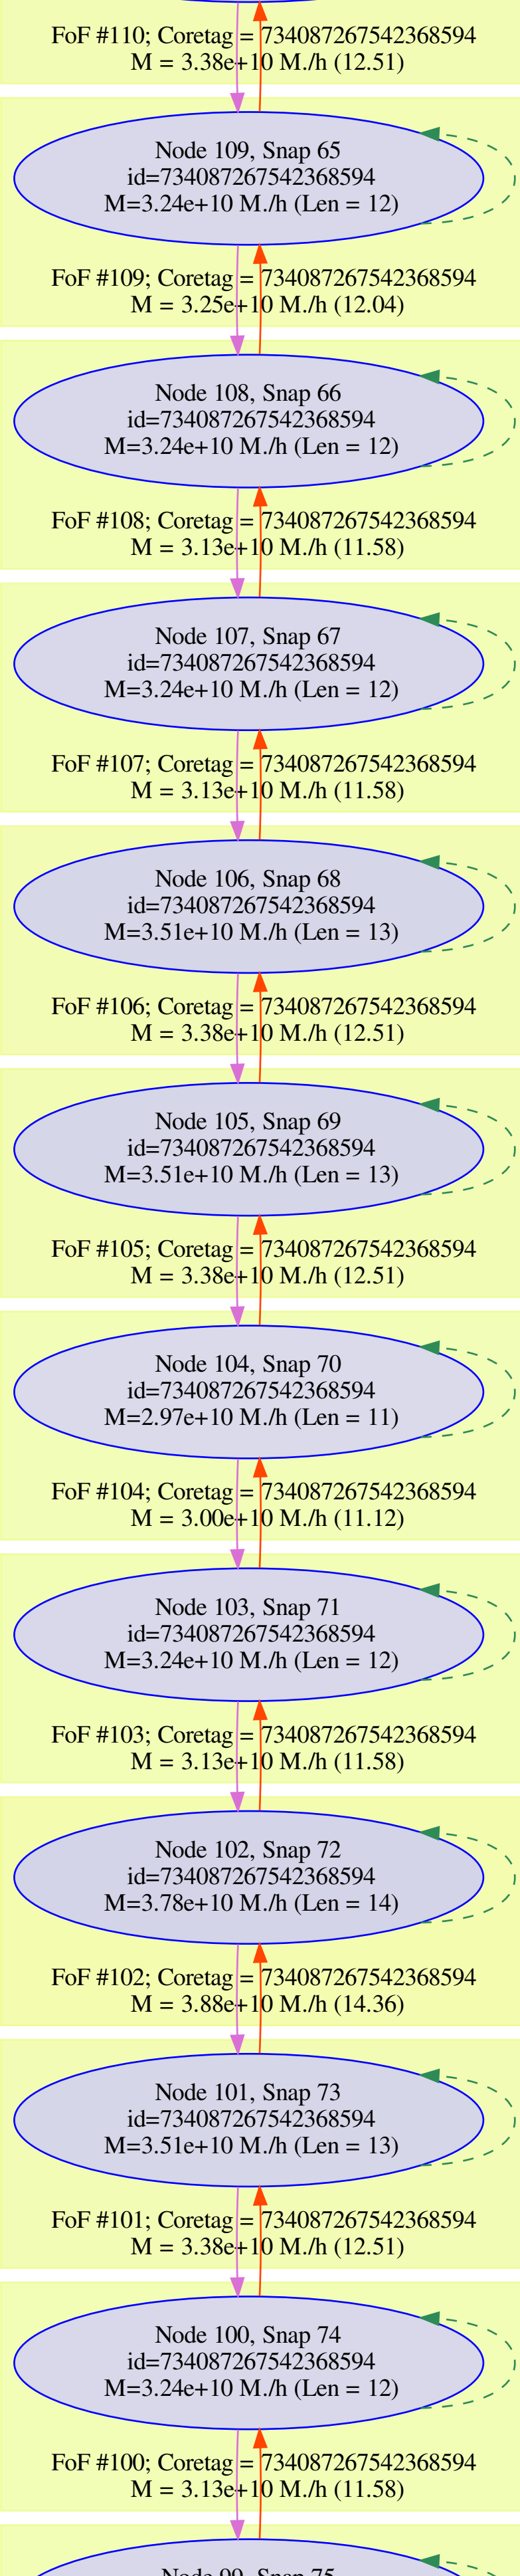 FoF #110; Coretag = 734087267542368594
M = 3.38e+10 M./h (12.51)
Node 109, Snap 65
id=734087267542368594
M=3.24e+10 M./h (Len = 12)
FoF #109; Coretag = 734087267542368594
M = 3.25e+10 M./h (12.04)
Node 108, Snap 66
id=734087267542368594
M=3.24e+10 M./h (Len = 12)
FoF #108; Coretag = 734087267542368594
M = 3.13e+10 M./h (11.58)
Node 107, Snap 67
id=734087267542368594
M=3.24e+10 M./h (Len = 12)
FoF #107; Coretag = 734087267542368594
M = 3.13e+10 M./h (11.58)
Node 106, Snap 68
id=734087267542368594
M=3.51e+10 M./h (Len = 13)
FoF #106; Coretag = 734087267542368594
M = 3.38e+10 M./h (12.51)
Node 105, Snap 69
id=734087267542368594
M=3.51e+10 M./h (Len = 13)
FoF #105; Coretag = 734087267542368594
M = 3.38e+10 M./h (12.51)
Node 104, Snap 70
id=734087267542368594
M=2.97e+10 M./h (Len = 11)
FoF #104; Coretag = 734087267542368594
M = 3.00e+10 M./h (11.12)
Node 103, Snap 71
id=734087267542368594
M=3.24e+10 M./h (Len = 12)
FoF #103; Coretag = 734087267542368594
M = 3.13e+10 M./h (11.58)
Node 102, Snap 72
id=734087267542368594
M=3.78e+10 M./h (Len = 14)
FoF #102; Coretag = 734087267542368594
M = 3.88e+10 M./h (14.36)
Node 101, Snap 73
id=734087267542368594
M=3.51e+10 M./h (Len = 13)
FoF #101; Coretag = 734087267542368594
M = 3.38e+10 M./h (12.51)
Node 100, Snap 74
id=734087267542368594
M=3.24e+10 M./h (Len = 12)
FoF #100; Coretag = 734087267542368594
M = 3.13e+10 M./h (11.58)
Node 99, Snap 75